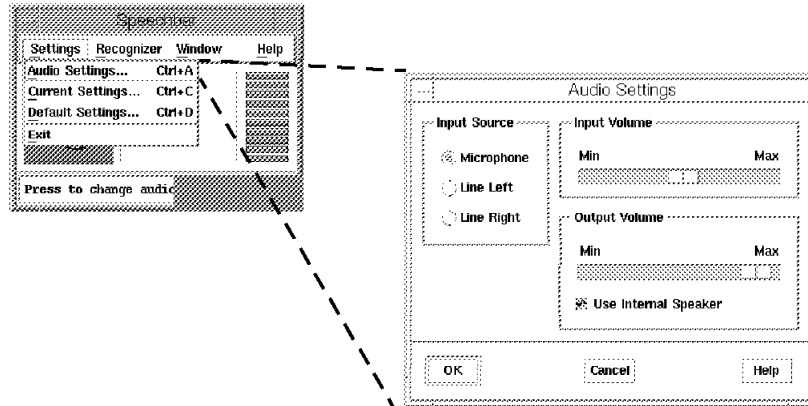 Speechbar
Settings Recognizer Window Help
Audio Settings... Ctrl+A
Current Settings... Ctrl+C
Default Settings... Ctrl+D
Exit
Press to change audio
Audio Settings
Input Source
Microphone
Line Left
Line Right
Input Volume
Min Max
Output Volume
Min Max
Use Internal Speaker
OK Cancel Help